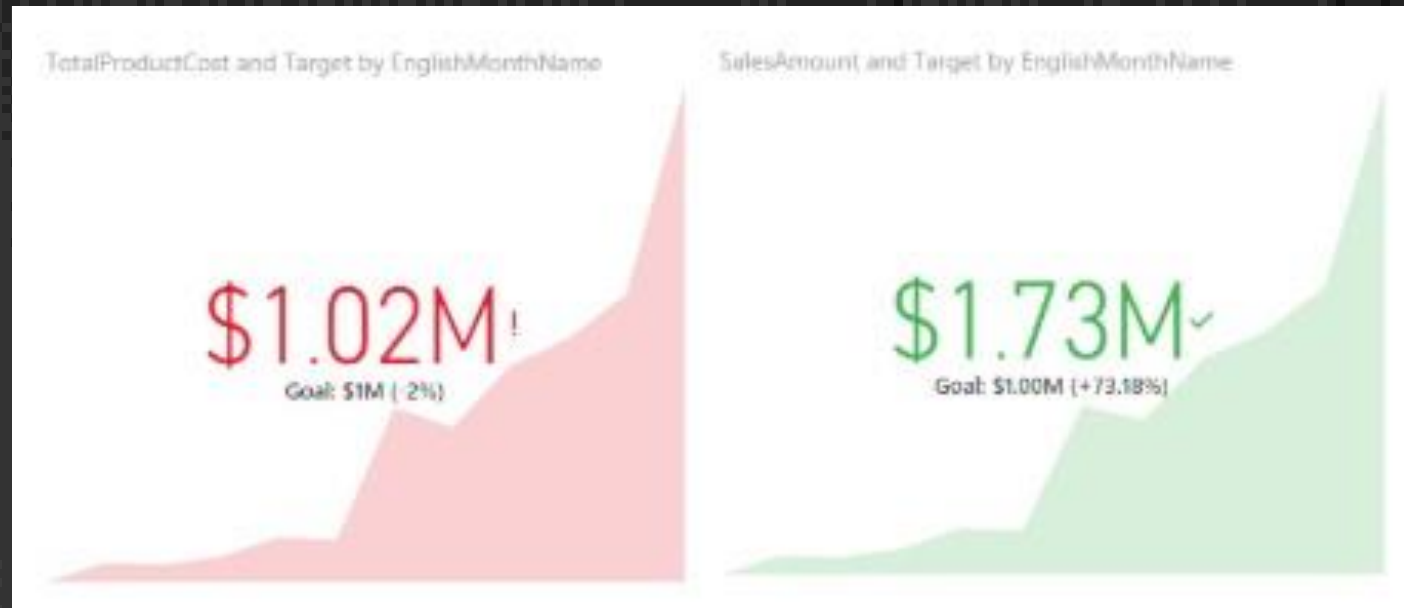 TotalProductCost and Target by EnglishMonthName
$1.02M!
Goal: $1M (-2%)
SalesAmount and Target by EnglishMonthName
$1.73M✓
Goal: $1.00M (+73.18%)